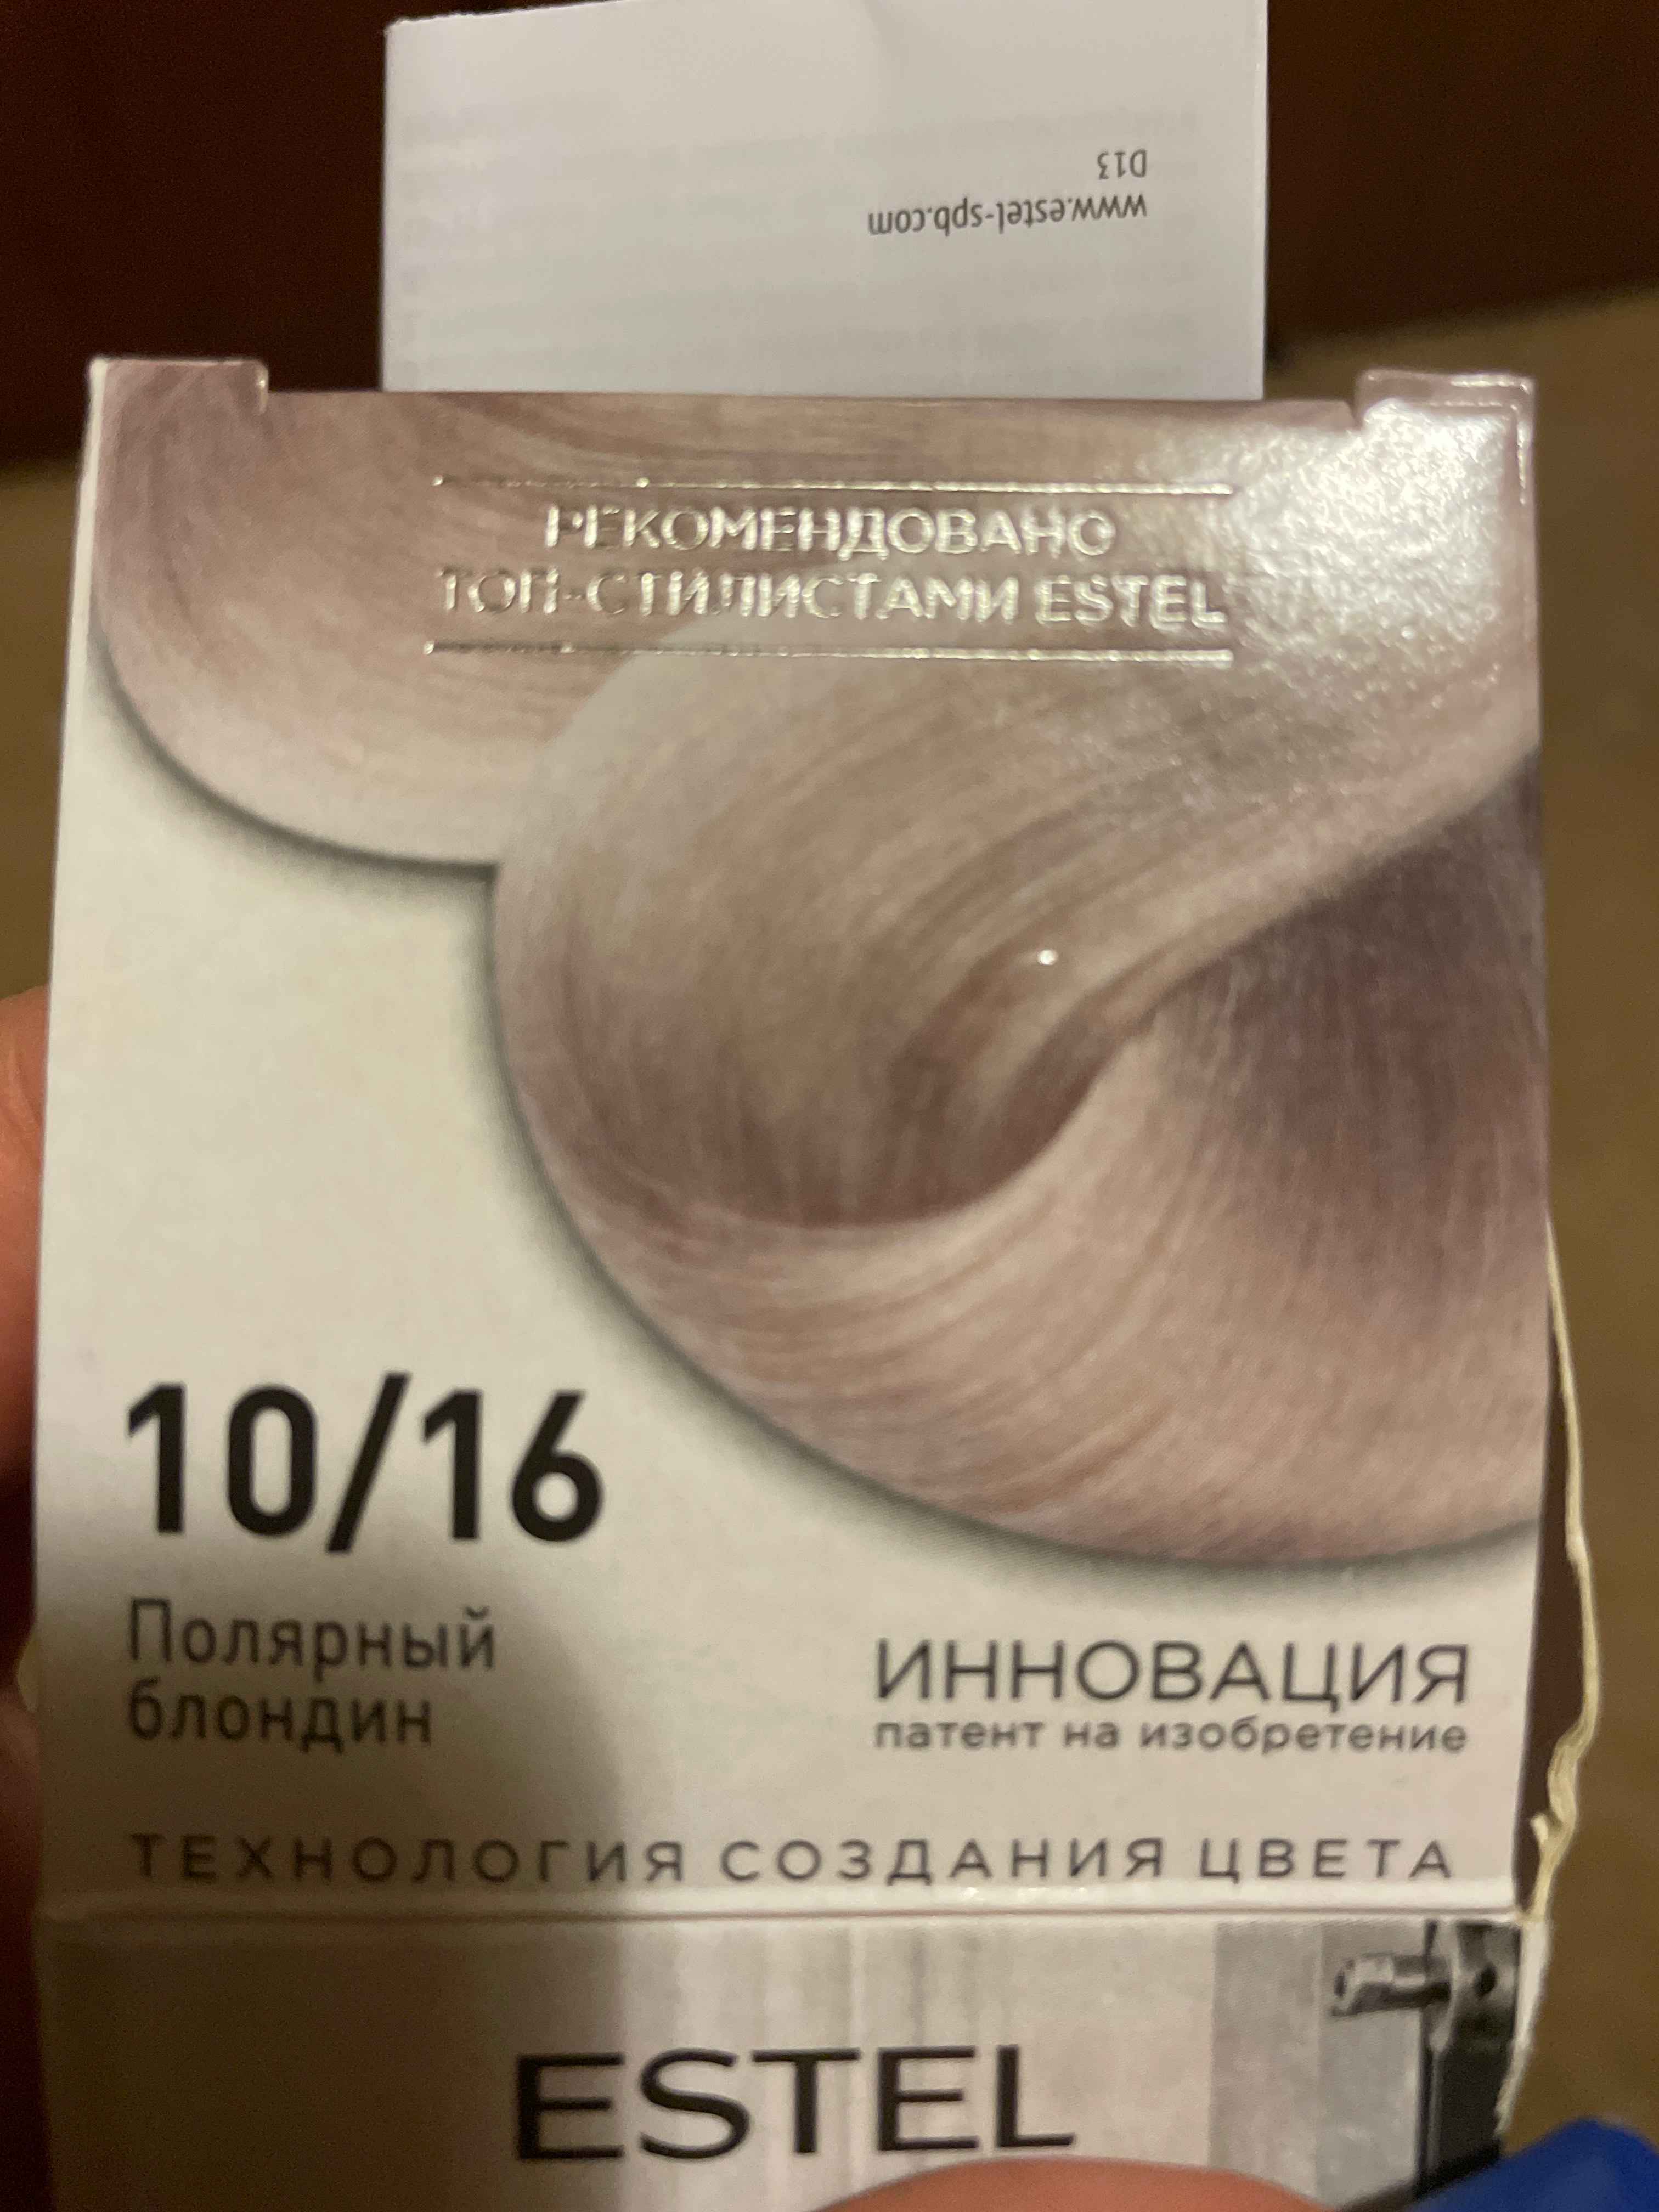 D13
www.estel-spb.com
РЕКОМЕНДОВАНО
ТОП-СТИЛИСТАМИ ESTEL
10/16
Полярный
блондин
ИННОВАЦИЯ
патент на изобретение
ТЕХНОЛОГИЯ СОЗДАНИЯ ЦВЕТА
ESTEL